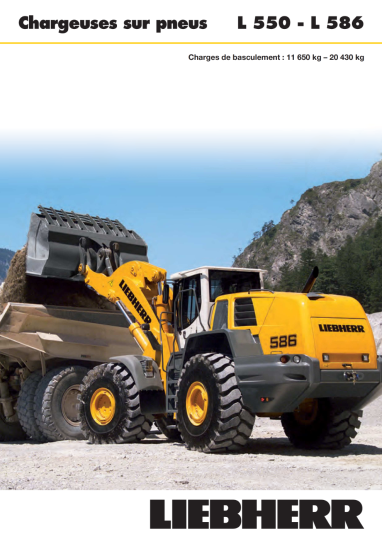 Chargeuses sur pneus L 550 - L 586
Charges de basculement : 11 650 kg – 20 430 kg
LIEBHERR
LIEBHERR
586
LIEBHERR